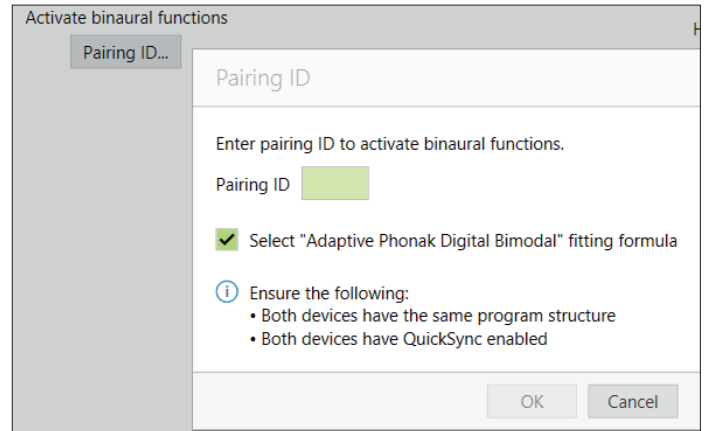 Activate binaural functions
Pairing ID...
Pairing ID
Enter pairing ID to activate binaural functions.
Pairing ID
Select "Adaptive Phonak Digital Bimodal" fitting formula
Ensure the following:
• Both devices have the same program structure
• Both devices have QuickSync enabled
OK Cancel